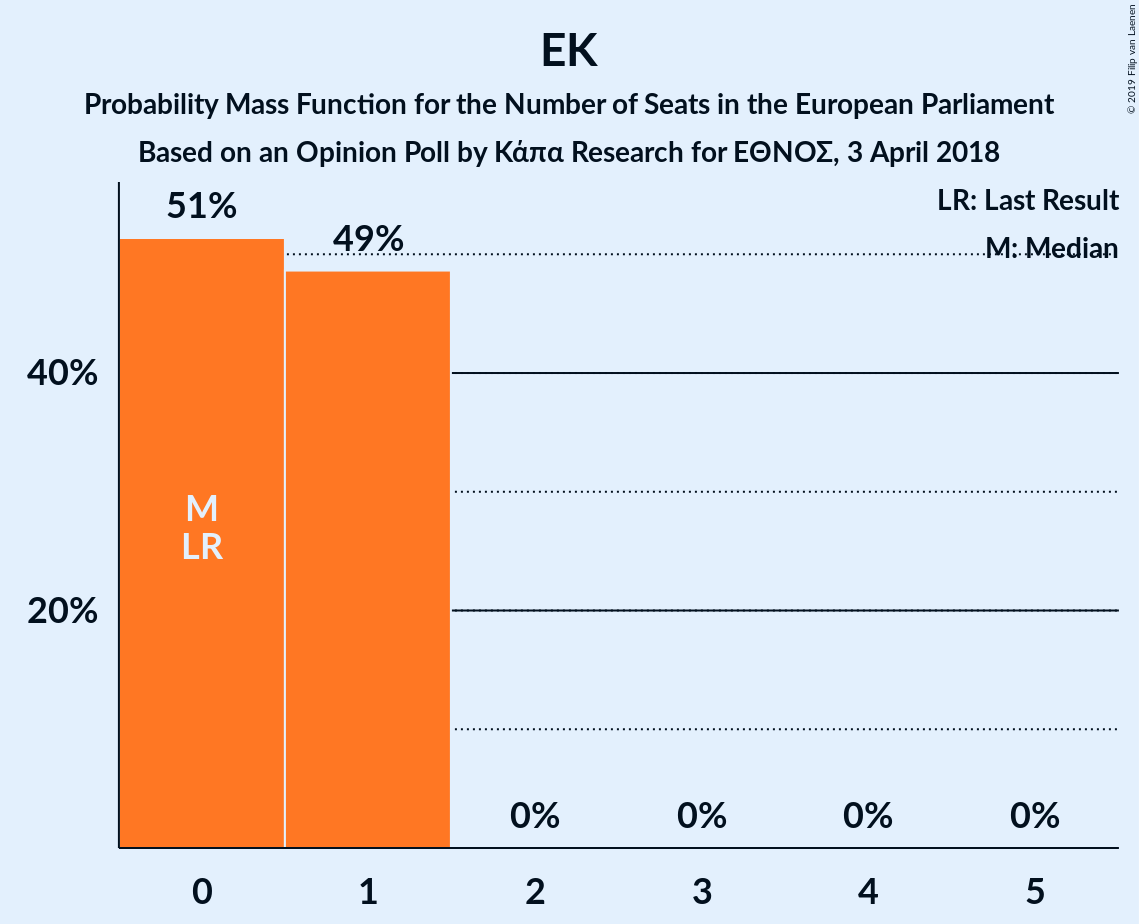 EK
Probability Mass Function for the Number of Seats in the European Parliament
Based on an Opinion Poll by Κάπα Research for ΕΘΝΟΣ, 3 April 2018
© 2019 Filip van Laenen
LR: Last Result
M: Median
51%
49%
40%
20%
M
LR
0%
0%
0%
0%
0
1
2
3
4
5